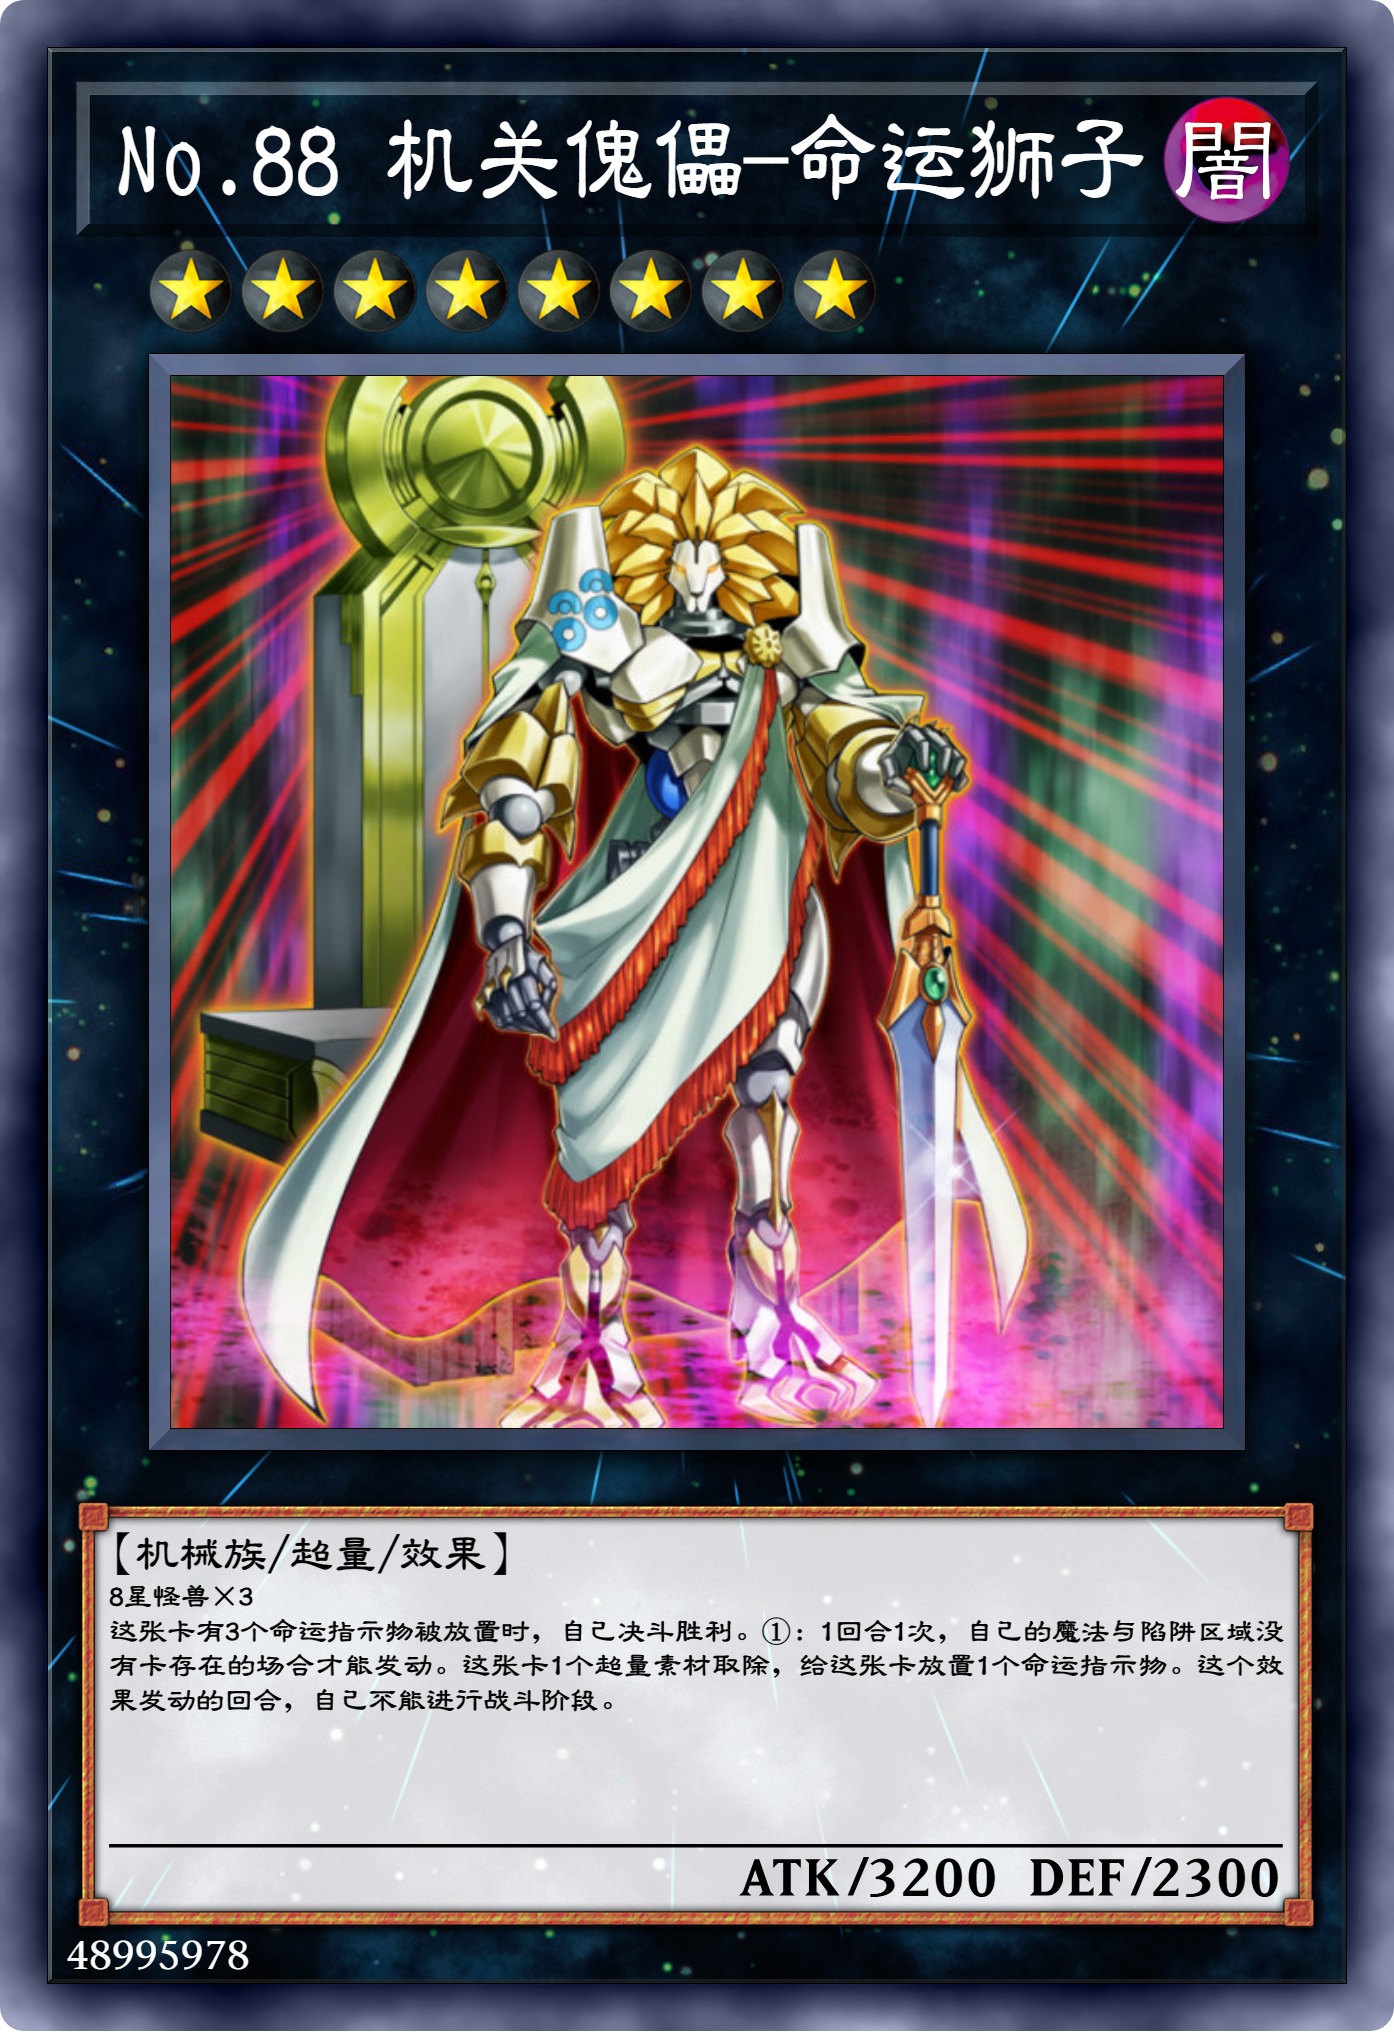 No.88 机关傀儡-命运狮子 闇
【机械族/超量/效果】
8星怪兽×3
这张卡有3个命运指示物被放置时，自己决斗胜利。①：1回合1次，自己的魔法与陷阱区域没
有卡存在的场合才能发动。这张卡1个超量素材取除，给这张卡放置1个命运指示物。这个效
果发动的回合，自己不能进行战斗阶段。
ATK/3200 DEF/2300
48995978